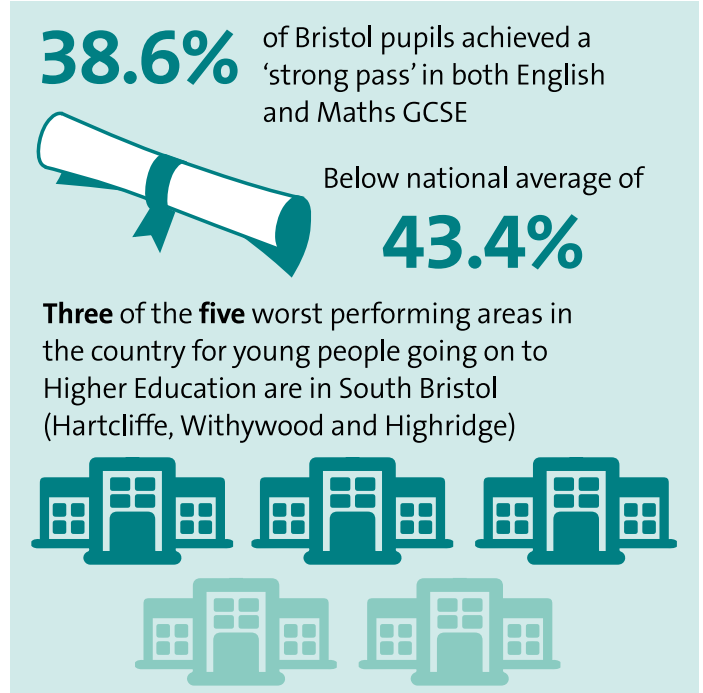 38.6%
of Bristol pupils achieved a
‘strong pass’ in both English
and Maths GCSE
Below national average of
43.4%
Three of the five worst performing areas in
the country for young people going on to
Higher Education are in South Bristol
(Hartcliffe, Withywood and Highridge)